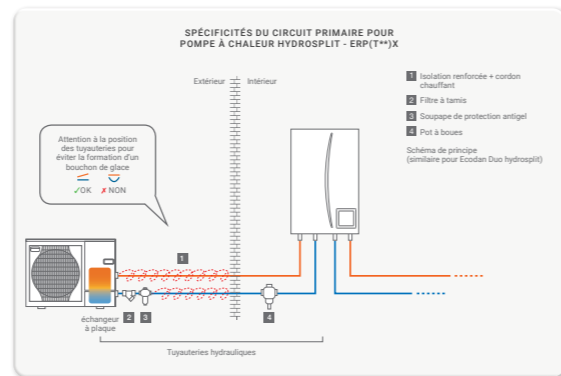 SPÉCIFICITÉS DU CIRCUIT PRIMAIRE POUR
POMPE À CHALEUR HYDROSPLIT - ERP(T**)X
Extérieur
Intérieur
1 Isolation renforcée + cordon
chauffant
2 Filtre à tamis
3 Soupape de protection antigel
4 Pot à boues
Schéma de principe
(similaire pour Ecodan Duo hydrosplit)
Attention à la position
des tuyauteries pour
éviter la formation d'un
bouchon de glace
✓OK ✗NON
1
échangeur
à plaque
2
3
4
Tuyauteries hydrauliques